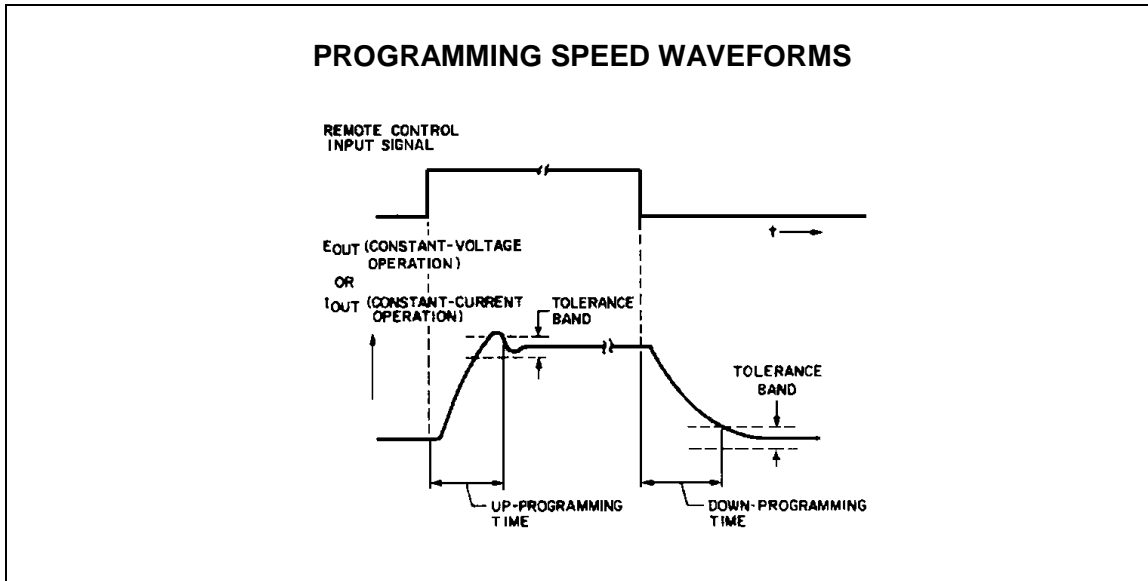 PROGRAMMING SPEED WAVEFORMS
REMOTE CONTROL
INPUT SIGNAL
t
EOUT (CONSTANT-VOLTAGE
OPERATION)
OR
IOUT (CONSTANT-CURRENT
OPERATION)
TOLERANCE
BAND
TOLERANCE
BAND
UP-PROGRAMMING
TIME
DOWN-PROGRAMMING
TIME